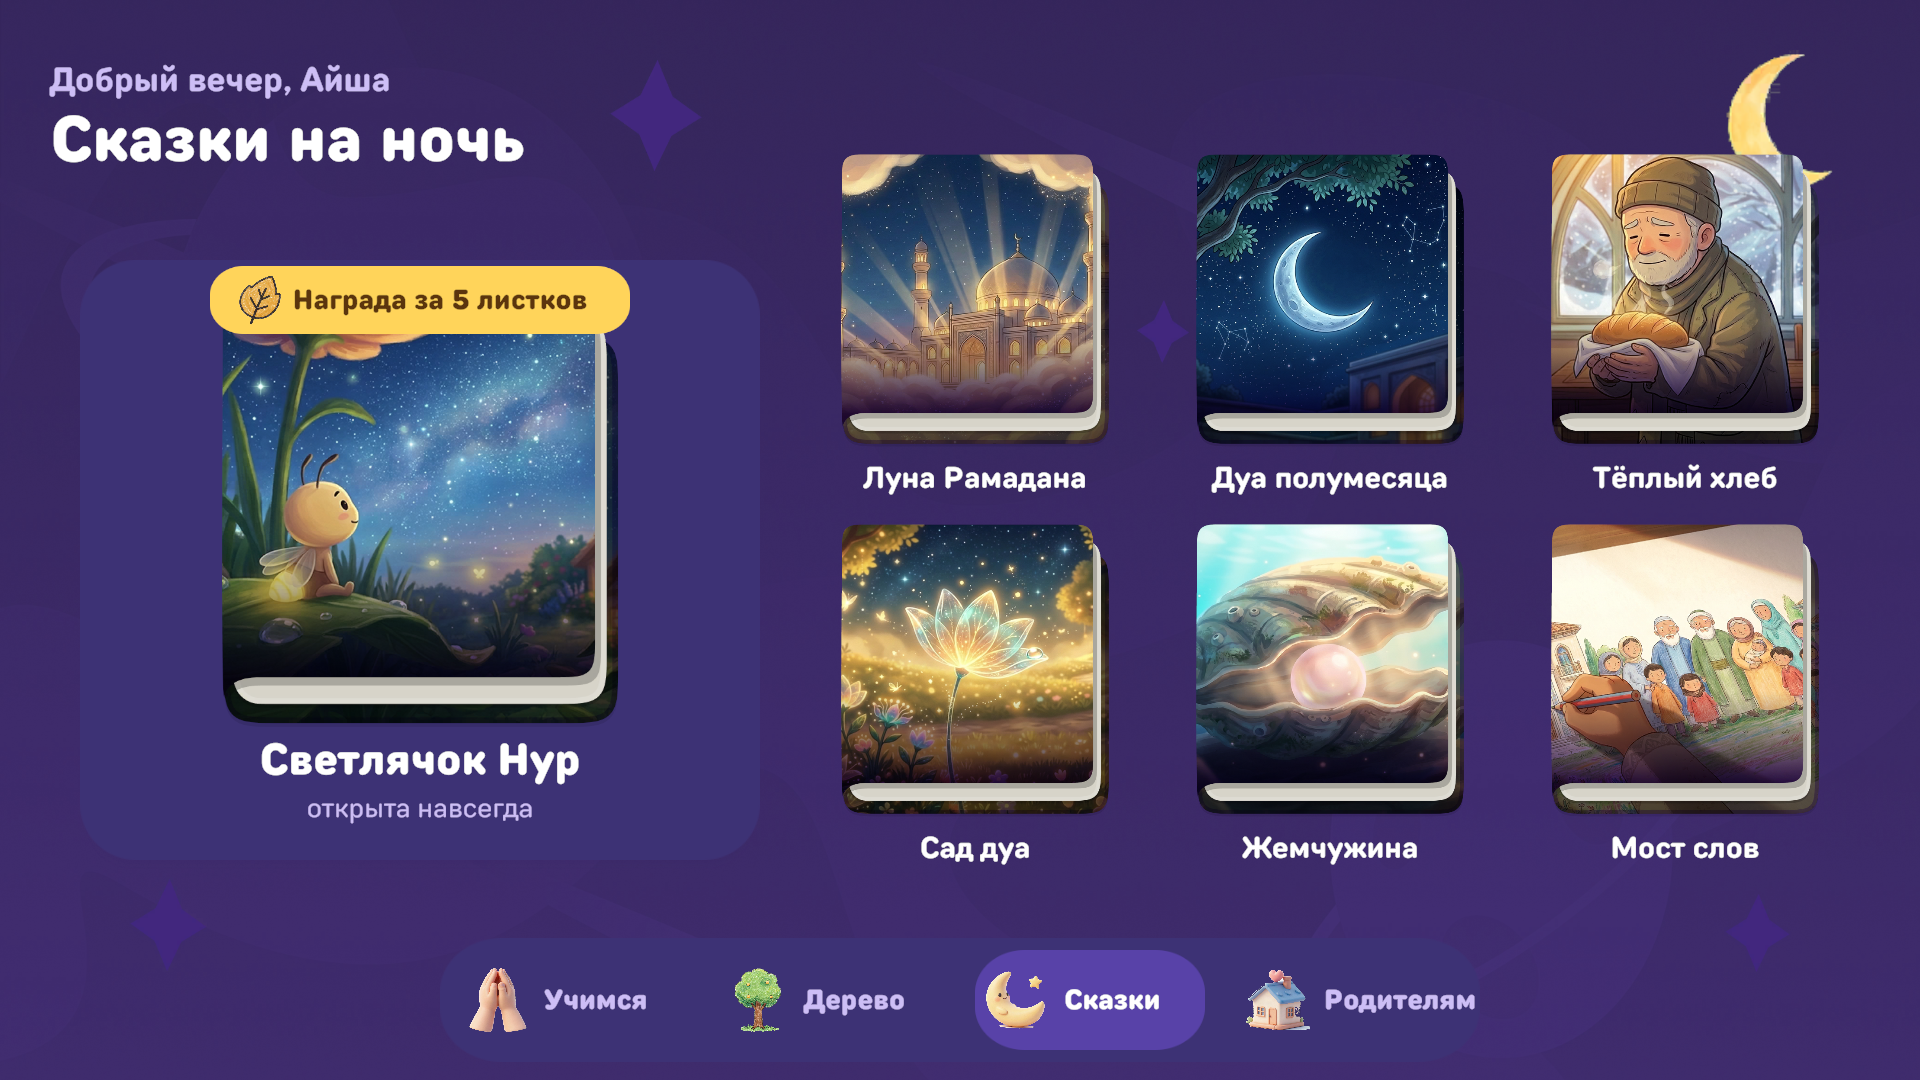 Добрый вечер, Айша
Сказки на ночь
Награда за 5 листков
Светлячок Нур
открыта навсегда
Луна Рамадана
Дуа полумесяца
Тёплый хлеб
Сад дуа
Жемчужина
Мост слов
Учимся
Дерево
Сказки
Родителям